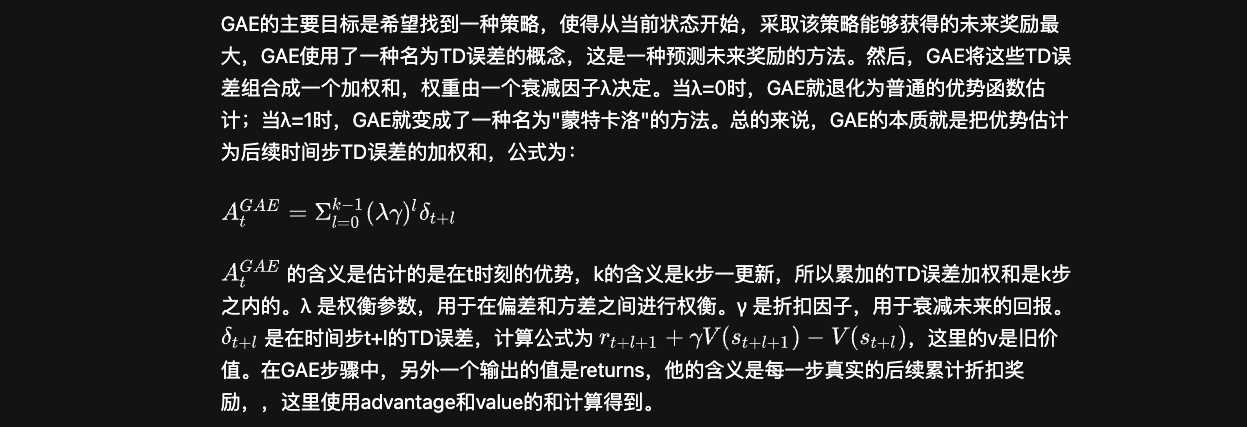 GAE的主要目标是希望找到一种策略，使得从当前状态开始，采取该策略能够获得的未来奖励最
大，GAE使用了一种名为TD误差的概念，这是一种预测未来奖励的方法。然后，GAE将这些TD误
差组合成一个加权和，权重由一个衰减因子λ决定。当λ=0时，GAE就退化为普通的优势函数估
计；当λ=1时，GAE就变成了一种名为"蒙特卡洛"的方法。总的来说，GAE的本质就是把优势估计
为后续时间步TD误差的加权和，公式为：
$A_t^{GAE} = \Sigma_{l=0}^{k-1}(\lambda\gamma)^l\delta_{t+l}$
$A_t^{GAE}$ 的含义是估计的是在t时刻的优势，k的含义是k步一更新，所以累加的TD误差加权和是k步
之内的。λ 是权衡参数，用于在偏差和方差之间进行权衡。γ 是折扣因子，用于衰减未来的回报。
$\delta_{t+l}$ 是在时间步t+l的TD误差，计算公式为 $r_{t+l+1} + \gamma V(s_{t+l+1}) - V(s_{t+l})$，这里的v是旧价
值。在GAE步骤中，另外一个输出的值是returns，他的含义是每一步真实的后续累计折扣奖
励，，这里使用advantage和value的和计算得到。